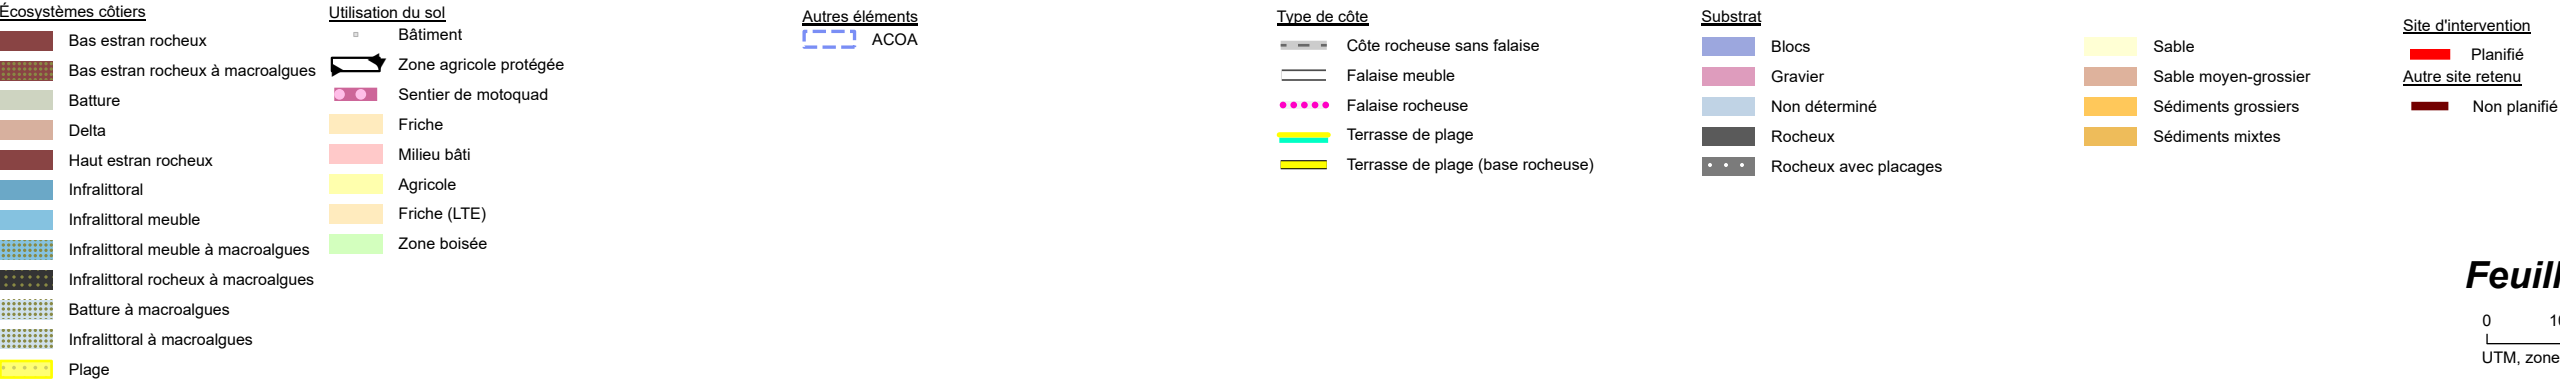 Écosystèmes côtiers
Bas estran rocheux
Bas estran rocheux à macroalgues
Batture
Delta
Haut estran rocheux
Infralittoral
Infralittoral meuble
Infralittoral meuble à macroalgues
Infralittoral rocheux à macroalgues
Batture à macroalgues
Infralittoral à macroalgues
Plage
Utilisation du sol
Bâtiment
Zone agricole protégée
Sentier de motoquad
Friche
Milieu bâti
Agricole
Friche (LTE)
Zone boisée
Autres éléments
ACOA
Type de côte
Côte rocheuse sans falaise
Falaise meuble
Falaise rocheuse
Terrasse de plage
Terrasse de plage (base rocheuse)
Substrat
Blocs
Gravier
Non déterminé
Rocheux
Rocheux avec placages
Sable
Sable moyen-grossier
Sédiments grossiers
Sédiments mixtes
Site d'intervention
Planifié
Autre site retenu
Non planifié
Feuill
0 10
UTM, zone